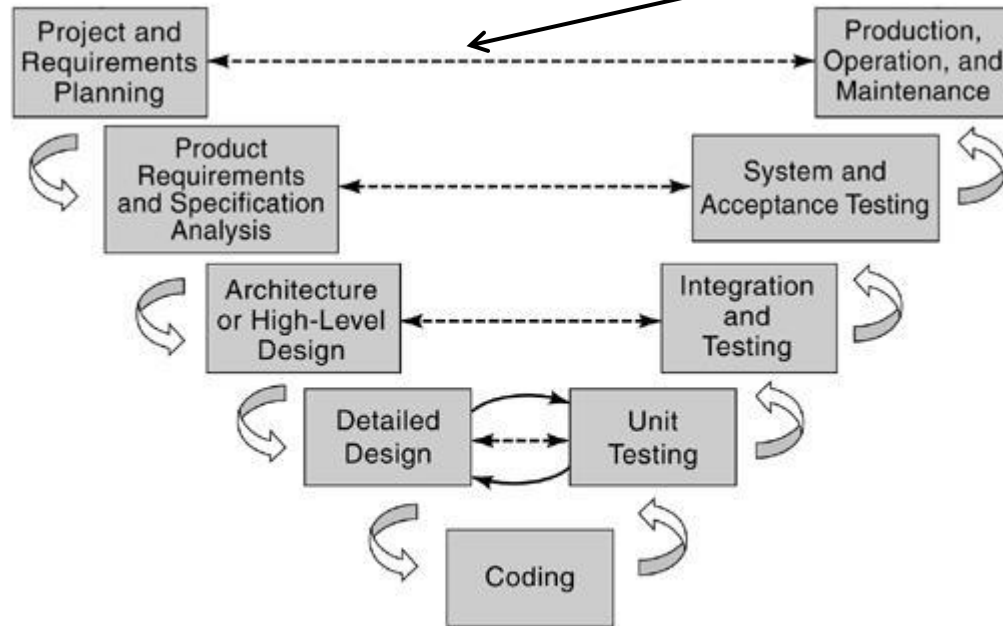 Project and
Requirements
Planning
Production,
Operation, and
Maintenance
Product
Requirements
and Specification
Analysis
System and
Acceptance Testing
Architecture
or High-Level
Design
Integration
and
Testing
Detailed
Design
Unit
Testing
Coding